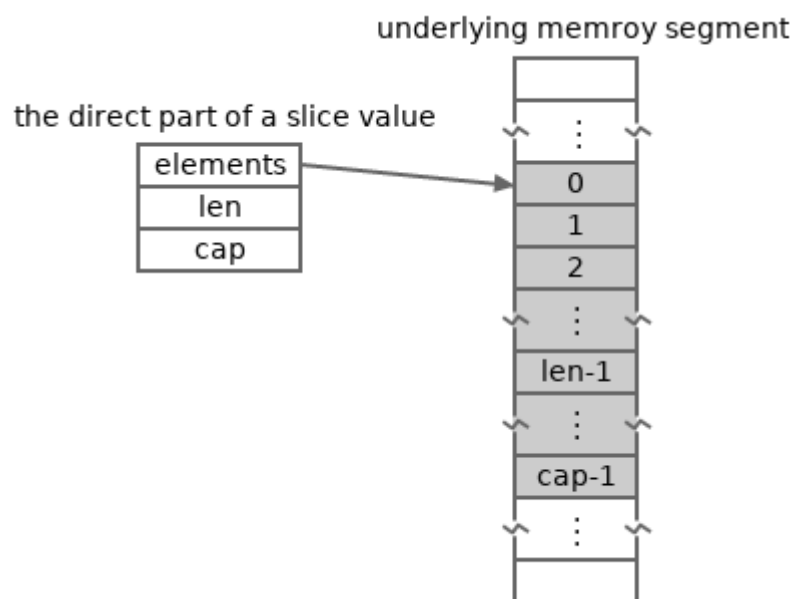 underlying memroy segment
the direct part of a slice value
elements
len
cap
⋮
0
1
2
⋮
len-1
⋮
cap-1
⋮